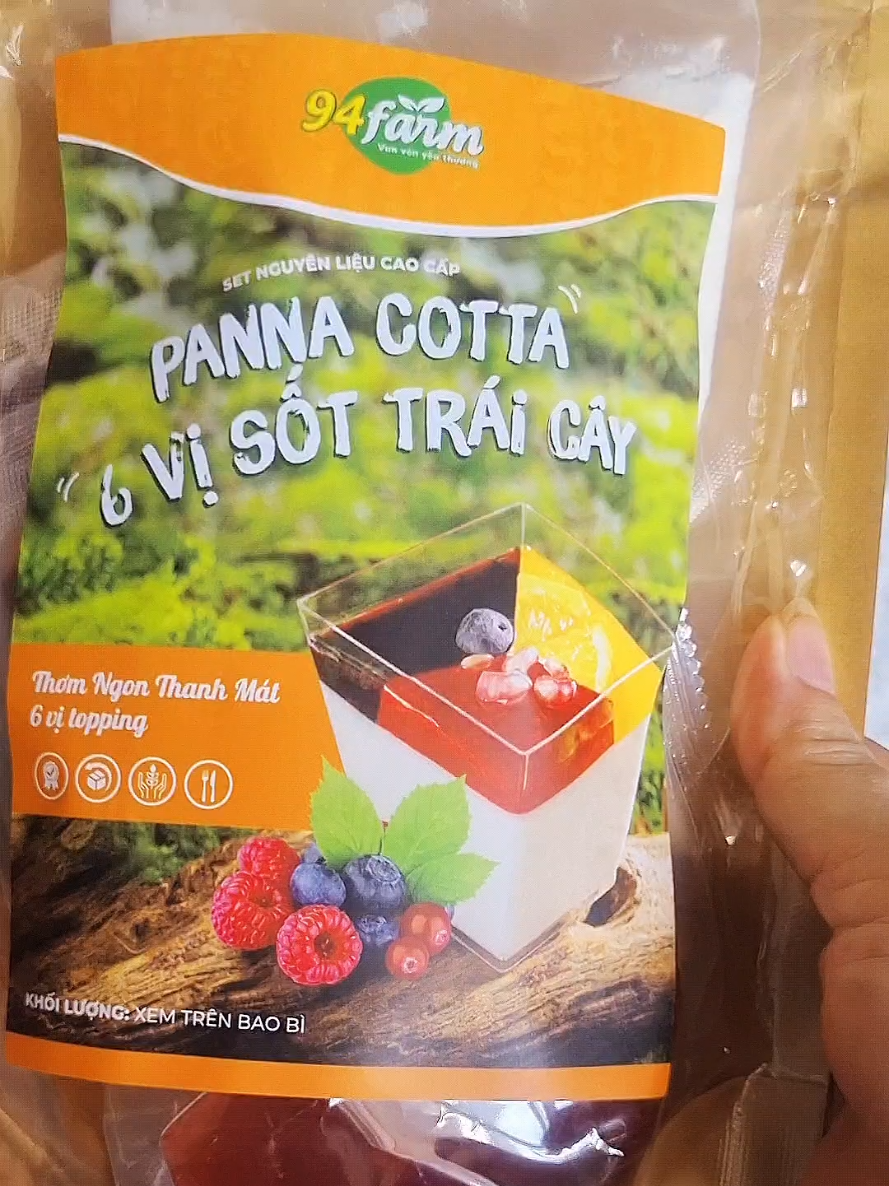 94farm
Vun vén yêu thương
SET NGUYÊN LIỆU CAO CẤP
PANNA COTTA
6 VỊ SỐT TRÁI CÂY
Thơm Ngon Thanh Mát
6 vị topping
KHỐI LƯỢNG: XEM TRÊN BAO BÌ